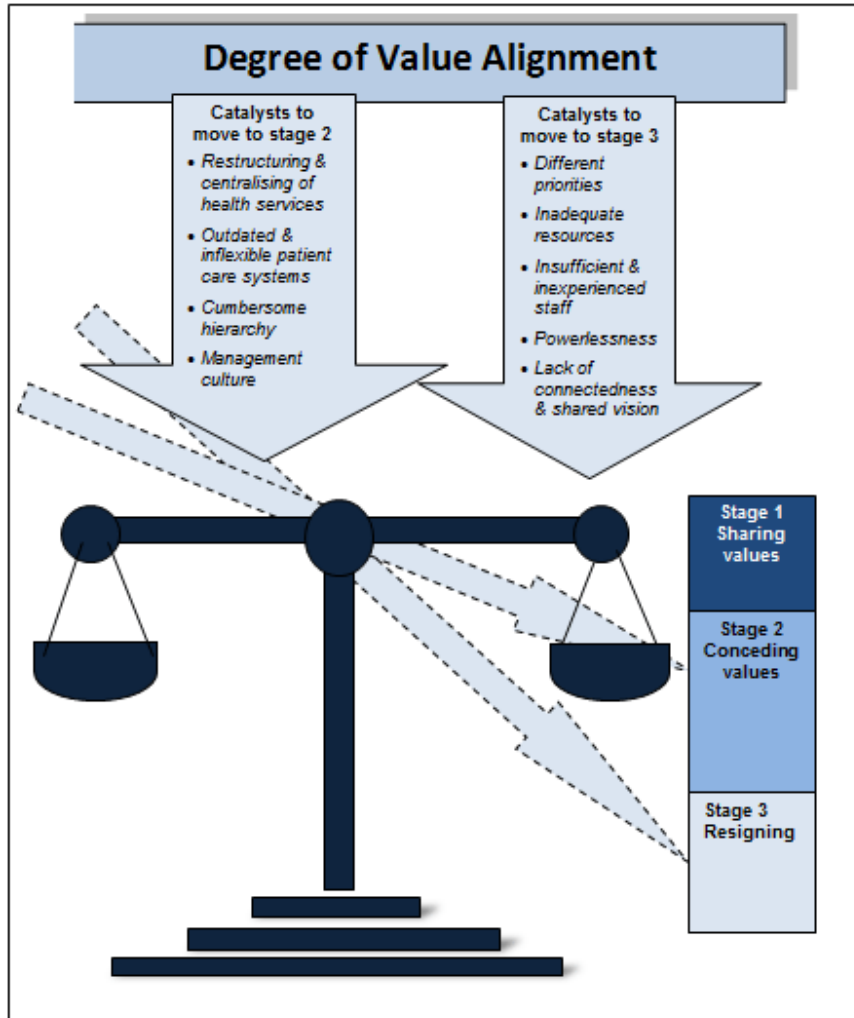 Degree of Value Alignment
Catalysts to
move to stage 2
• Restructuring &
centralising of
health services
• Outdated &
inflexible patient
care systems
• Cumbersome
hierarchy
• Management
culture
Catalysts to
move to stage 3
• Different
priorities
• Inadequate
resources
• Insufficient &
inexperienced
staff
• Powerlessness
• Lack of
connectedness
& shared vision
Stage 1
Sharing
values
Stage 2
Conceding
values
Stage 3
Resigning